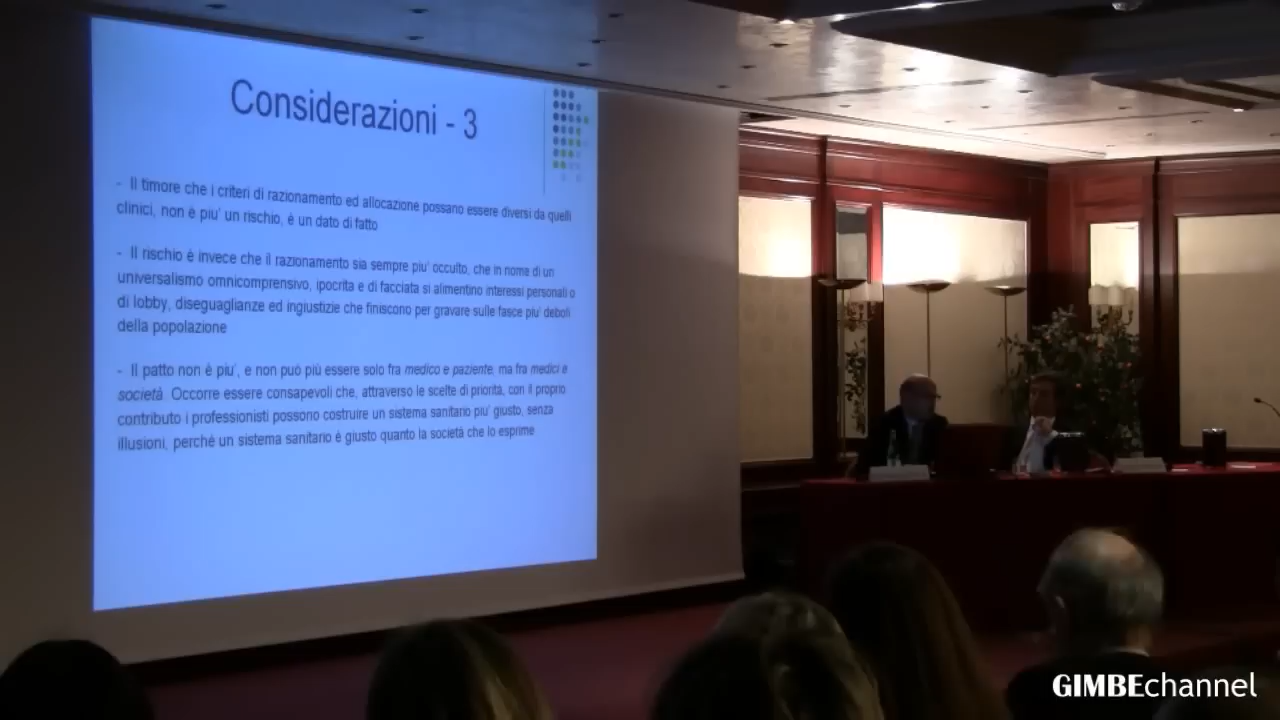 Considerazioni - 3
- Il timore che i criteri di razionamento ed allocazione possano essere diversi da quelli
clinici, non è piu' un rischio, è un dato di fatto
- Il rischio è invece che il razionamento sia sempre piu' occulto, che in nome di un
universalismo omnicomprensivo, ipocrita e di facciata si alimentino interessi personali o
di lobby, diseguaglianze ed ingiustizie che finiscono per gravare sulle fasce piu' deboli
della popolazione
- Il patto non è piu', e non può più essere solo fra medico e paziente, ma fra medici e
società. Occorre essere consapevoli che, attraverso le scelte di priorità, con il proprio
contributo i professionisti possono costruire un sistema sanitario piu' giusto, senza
illusioni, perchè un sistema sanitario è giusto quanto la società che lo esprime
GIMBEchannel